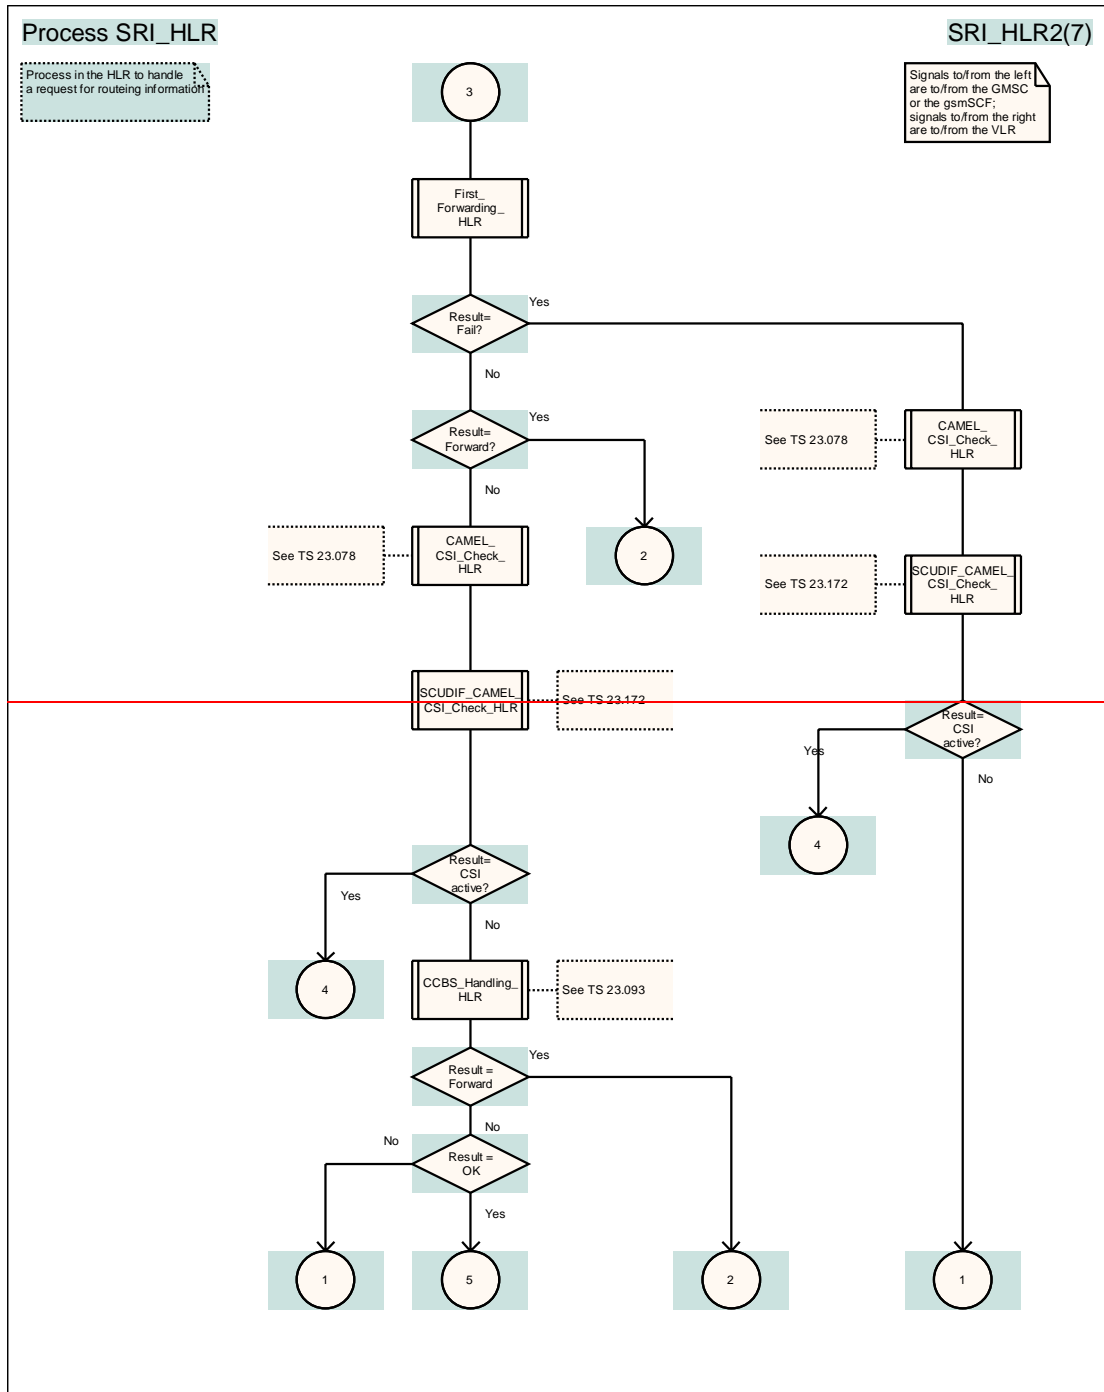 Process SRI_HLR
SRI_HLR2(7)
Process in the HLR to handle
a request for routeing information
Signals to/from the left
are to/from the GMSC
or the gsmSCF;
signals to/from the right
are to/from the VLR
3
First_
Forwarding_
HLR
Result=
Fail?
Yes
No
Result=
Forward?
Yes
No
See TS 23.078
CAMEL_
CSI_Check_
HLR
See TS 23.078
CAMEL_
CSI_Check_
HLR
2
See TS 23.172
SCUDIF_CAMEL_
CSI_Check_
HLR
SCUDIF_CAMEL_
CSI_Check_HLR
See TS 23.172
Result=
CSI
active?
Yes
No
4
Result=
CSI
active?
Yes
No
4
CCBS_Handling_
HLR
See TS 23.093
Result =
Forward
Yes
No
Result =
OK
No
Yes
1
5
2
1